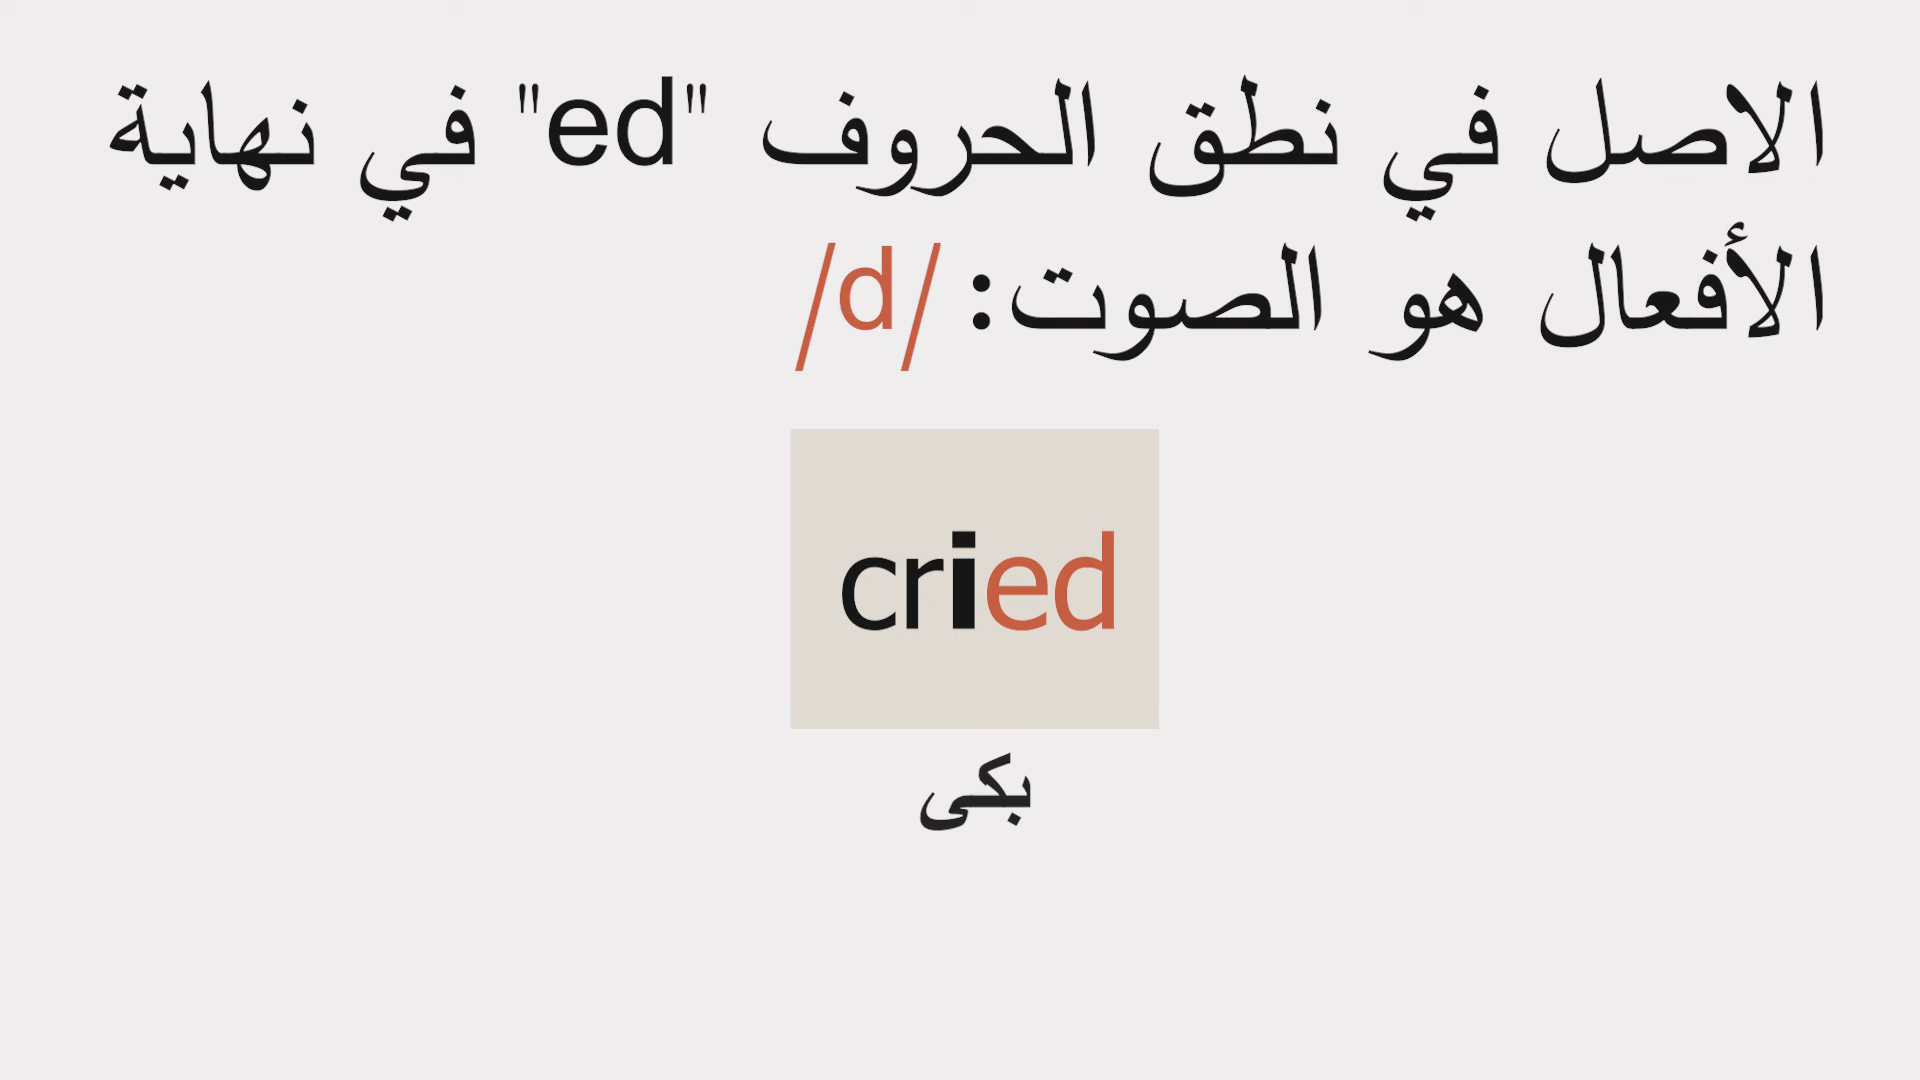 الاصل في نطق الحروف "ed" في نهاية
الأفعال هو الصوت: /d/
cried
بكى